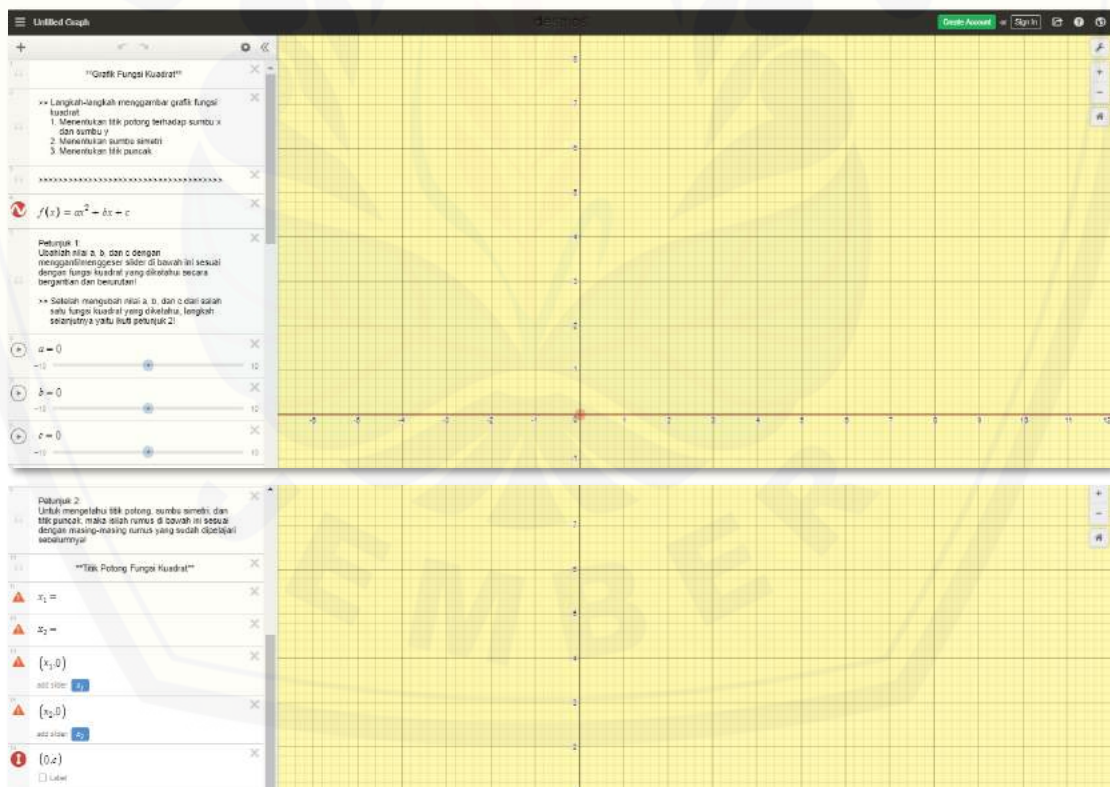 Untitled Graph
desmos
Create Account
or
Sign In
**Grafik Fungsi Kuadrat**
>> Langkah-langkah menggambar grafik fungsi
kuadrat
1. Menentukan titik potong terhadap sumbu x
dan sumbu y
2. Menentukan sumbu simetri
3. Menentukan titik puncak
f(x) = ax² + bx + c
Petunjuk 1:
Ubahlah nilai a, b, dan c dengan
mengganti/menggeser slider di bawah ini sesuai
dengan fungsi kuadrat yang diketahui secara
bergantian dan berurutan!
>> Setelah mengubah nilai a, b, dan c dari salah
satu fungsi kuadrat yang diketahui, langkah
selanjutnya yaitu ikuti petunjuk 2!
a = 0
-10 10
b = 0
-10 10
c = 0
-10 10
Petunjuk 2:
Untuk mengetahui titik potong, sumbu simetri, dan
titik puncak, maka isilah rumus di bawah ini sesuai
dengan masing-masing rumus yang sudah dipelajari
sebelumnya!
**Titik Potong Fungsi Kuadrat**
x₁ =
x₂ =
(x₁,0)
add slider: x₁
(x₂,0)
add slider: x₂
(0,c)
Label
JEMBER